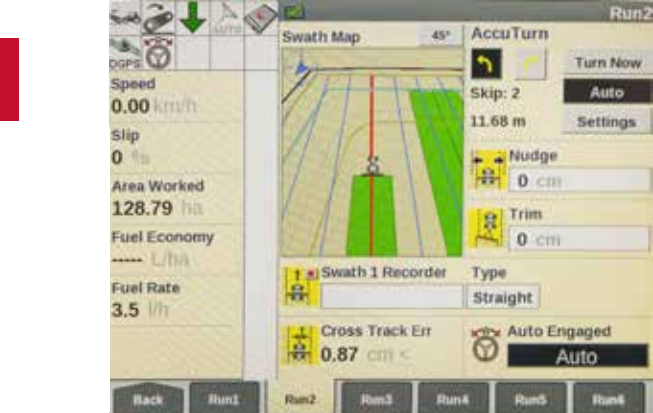 AUTO
Run2
DGPS
Swath Map
45°
AccuTurn
Turn Now
Speed
0.00 km/h
Skip: 2
Auto
11.68 m
Settings
Slip
0 %
Nudge
0 cm
Area Worked
128.79 ha
Trim
0 cm
Fuel Economy
----- L/ha
Swath 1 Recorder
Type
Straight
Fuel Rate
3.5 l/h
Cross Track Err
0.87 cm <
Auto Engaged
Auto
Back
Run1
Run2
Run3
Run4
Run5
Run6